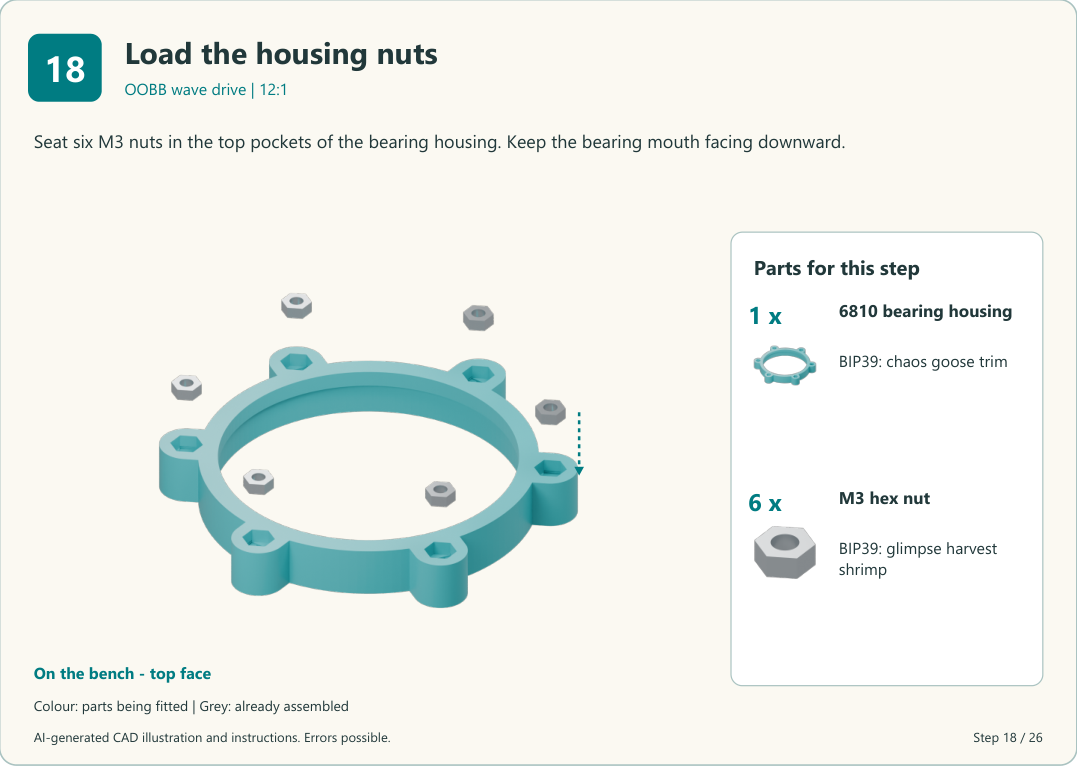 18
Load the housing nuts
OOBB wave drive | 12:1
Seat six M3 nuts in the top pockets of the bearing housing. Keep the bearing mouth facing downward.
Parts for this step
1 x
6810 bearing housing
BIP39: chaos goose trim
6 x
M3 hex nut
BIP39: glimpse harvest
shrimp
On the bench - top face
Colour: parts being fitted | Grey: already assembled
AI-generated CAD illustration and instructions. Errors possible.
Step 18 / 26